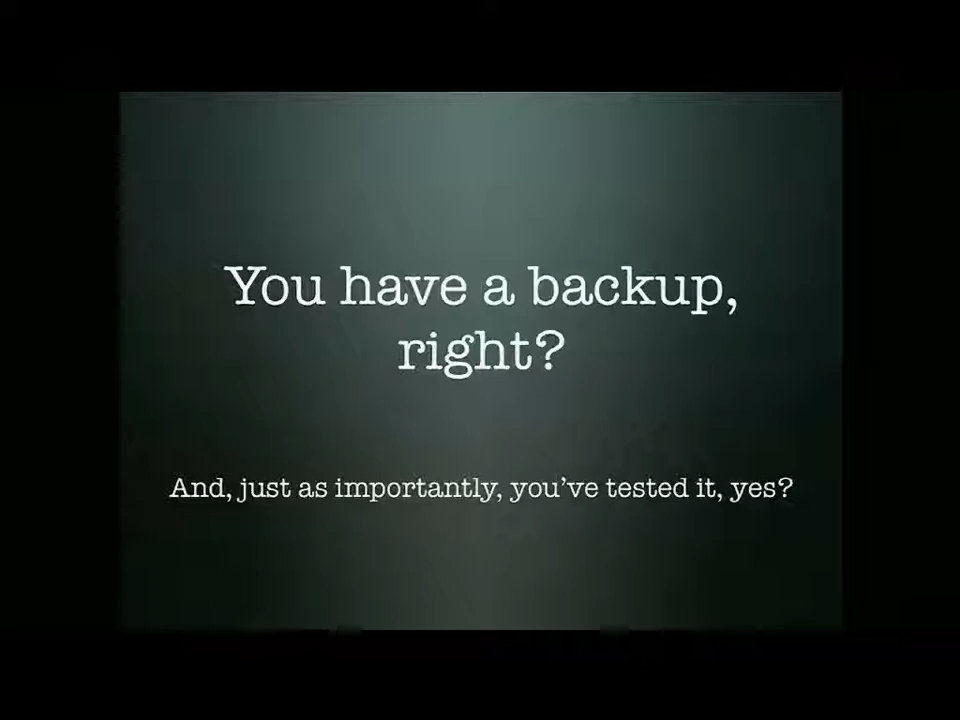 You have a backup,
right?
And, just as importantly, you've tested it, yes?